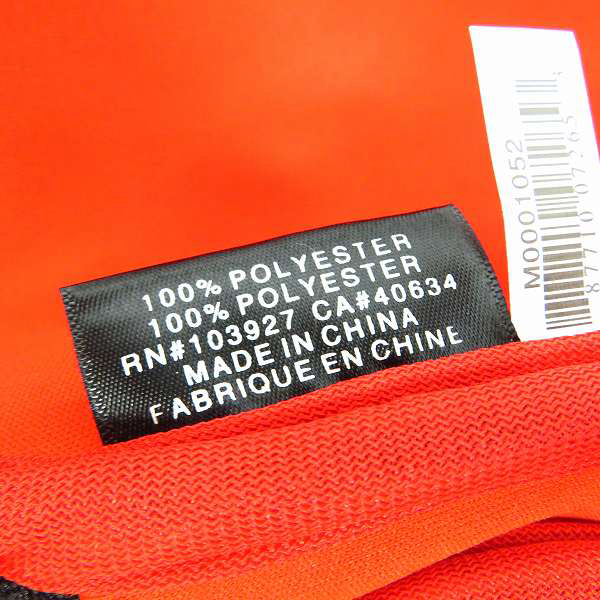 100% POLYESTER
100% POLYESTER
RN#103927 CA#40634
MADE IN CHINA
FABRIQUE EN CHINE
M0001052